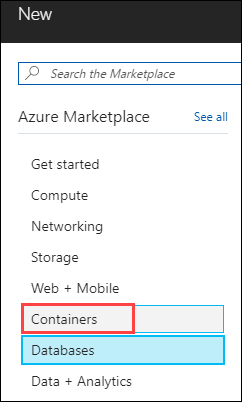 New
Search the Marketplace
Azure Marketplace See all
Get started
Compute
Networking
Storage
Web + Mobile
Containers
Databases
Data + Analytics